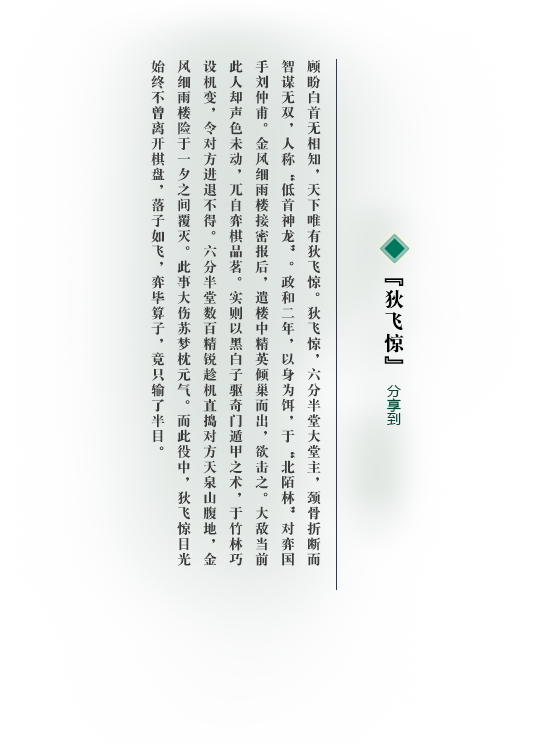 『狄飞惊』
分享到
顾盼白首无相知，天下唯有狄飞惊。狄飞惊，六分半堂大堂主，颈骨折断而
智谋无双，人称“低首神龙”。政和二年，以身为饵，于“北陌林”对弈国
手刘仲甫。金风细雨楼接密报后，遣楼中精英倾巢而出，欲击之。大敌当前
此人却声色未动，兀自弈棋品茗。实则以黑白子驱奇门遁甲之术，于竹林巧
设机变，令对方进退不得。六分半堂数百精锐趁机直捣对方天泉山腹地，金
风细雨楼险于一夕之间覆灭。此事大伤苏梦枕元气。而此役中，狄飞惊目光
始终不曾离开棋盘，落子如飞，弈毕算子，竟只输了半目。